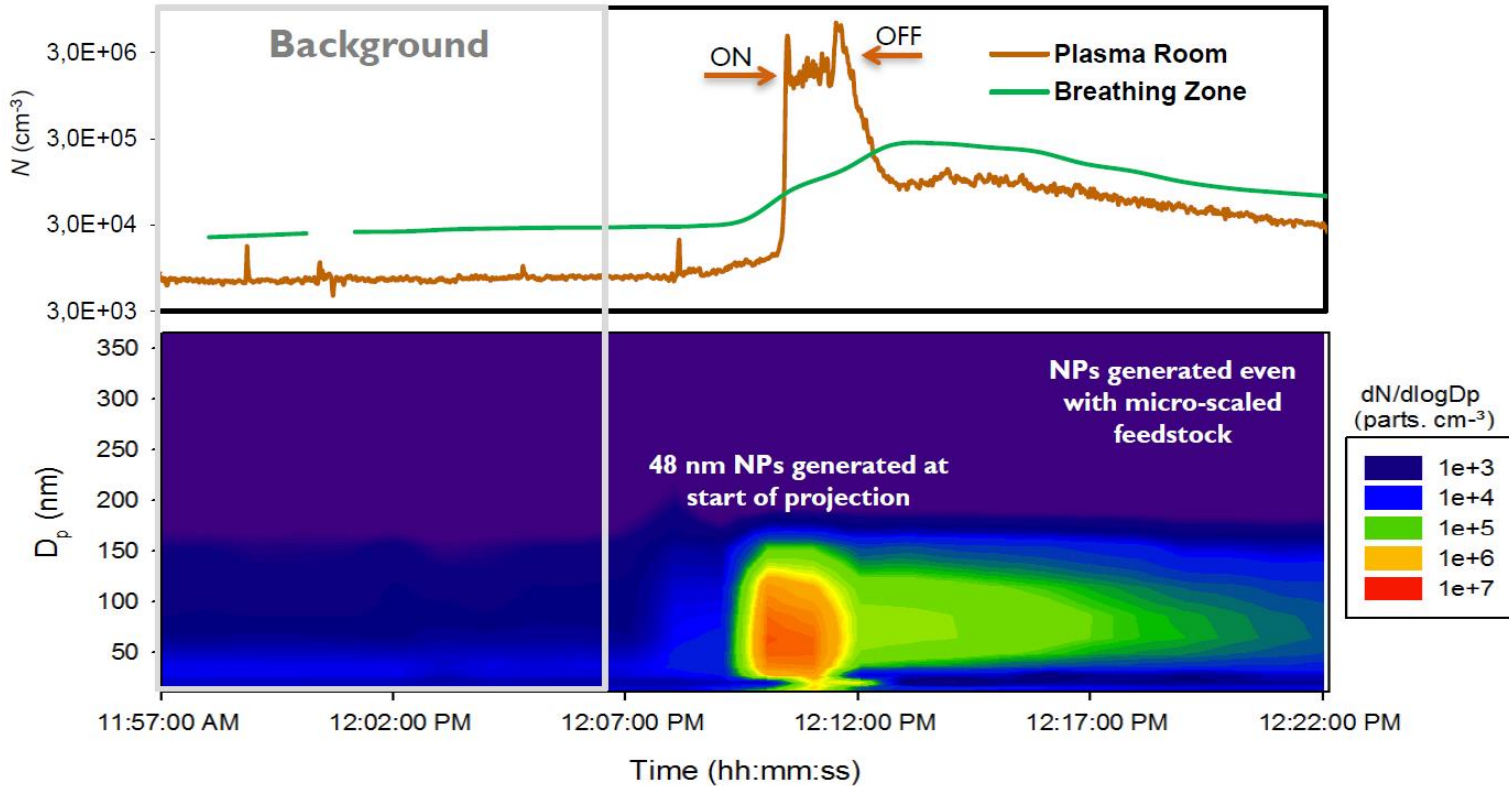 Background
ON
OFF
Plasma Room
Breathing Zone
N (cm-3)
3,0E+06
3,0E+05
3,0E+04
3,0E+03
Dp (nm)
350
300
250
200
150
100
50
NPs generated even
with micro-scaled
feedstock
48 nm NPs generated at
start of projection
dN/dlogDp
(parts. cm-3)
1e+3
1e+4
1e+5
1e+6
1e+7
11:57:00 AM 12:02:00 PM 12:07:00 PM 12:12:00 PM 12:17:00 PM 12:22:00 PM
Time (hh:mm:ss)